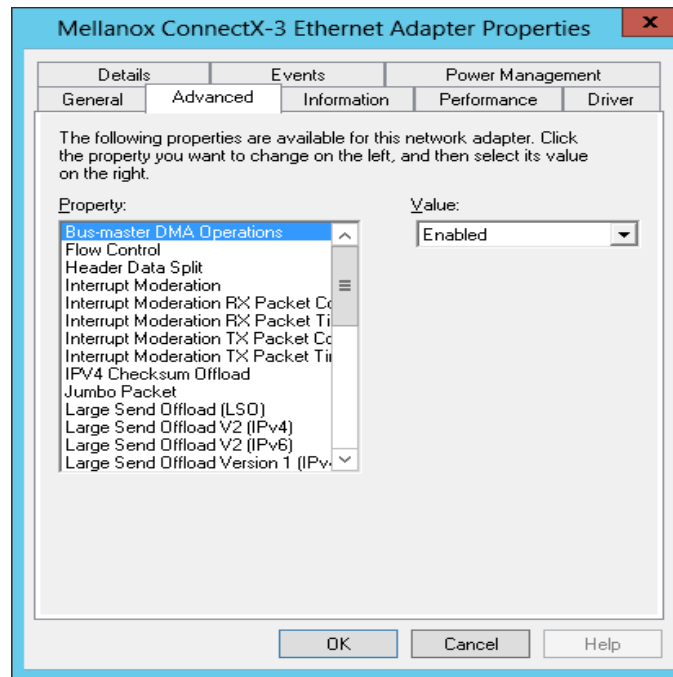 Mellanox ConnectX-3 Ethernet Adapter Properties
x
Details Events Power Management
General Advanced Information Performance Driver
The following properties are available for this network adapter. Click
the property you want to change on the left, and then select its value
on the right.
Property: Value:
Bus-master DMA Operations Enabled
Flow Control
Header Data Split
Interrupt Moderation
Interrupt Moderation RX Packet Co
Interrupt Moderation RX Packet Ti
Interrupt Moderation TX Packet Co
Interrupt Moderation TX Packet Tir
IPV4 Checksum Offload
Jumbo Packet
Large Send Offload (LSO)
Large Send Offload V2 (IPv4)
Large Send Offload V2 (IPv6)
Large Send Offload Version 1 (IPv
OK Cancel Help